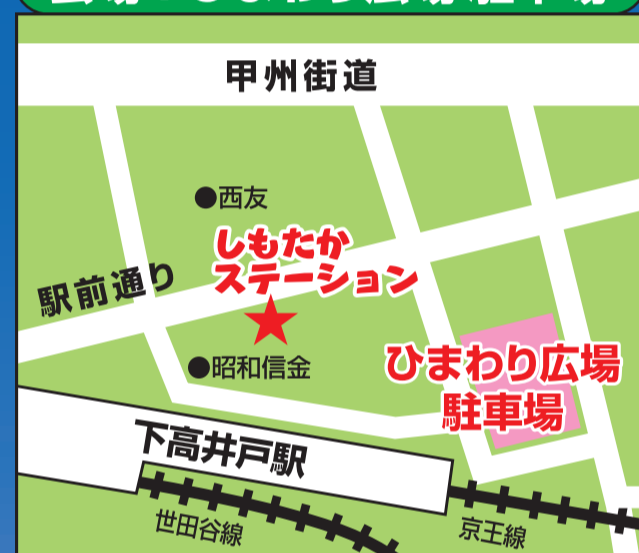 甲州街道
●西友
しもたか
ステーション
駅前通り
●昭和信金
ひまわり広場
駐車場
下高井戸駅
世田谷線
京王線